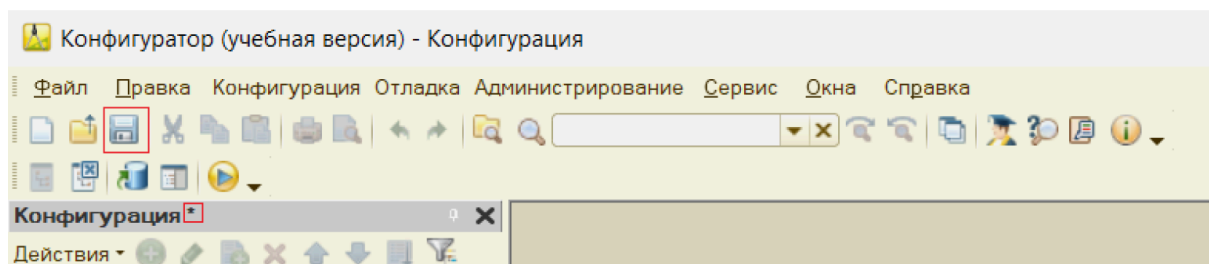 Конфигуратор (учебная версия) - Конфигурация
Файл Правка Конфигурация Отладка Администрирование Сервис Окна Справка
Конфигурация *
Действия